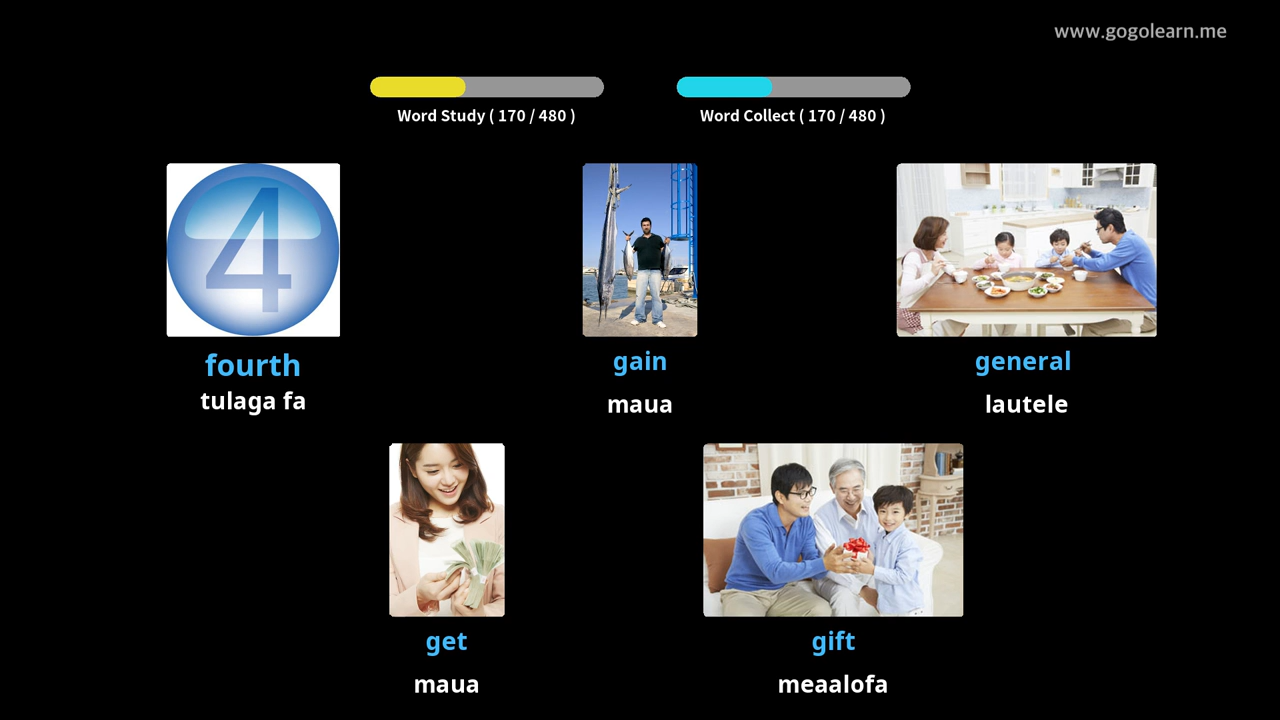 www.gogolearn.me
Word Study ( 170 / 480 )
Word Collect ( 170 / 480 )
4
fourth
tulaga fa
gain
maua
general
lautele
get
maua
gift
meaalofa